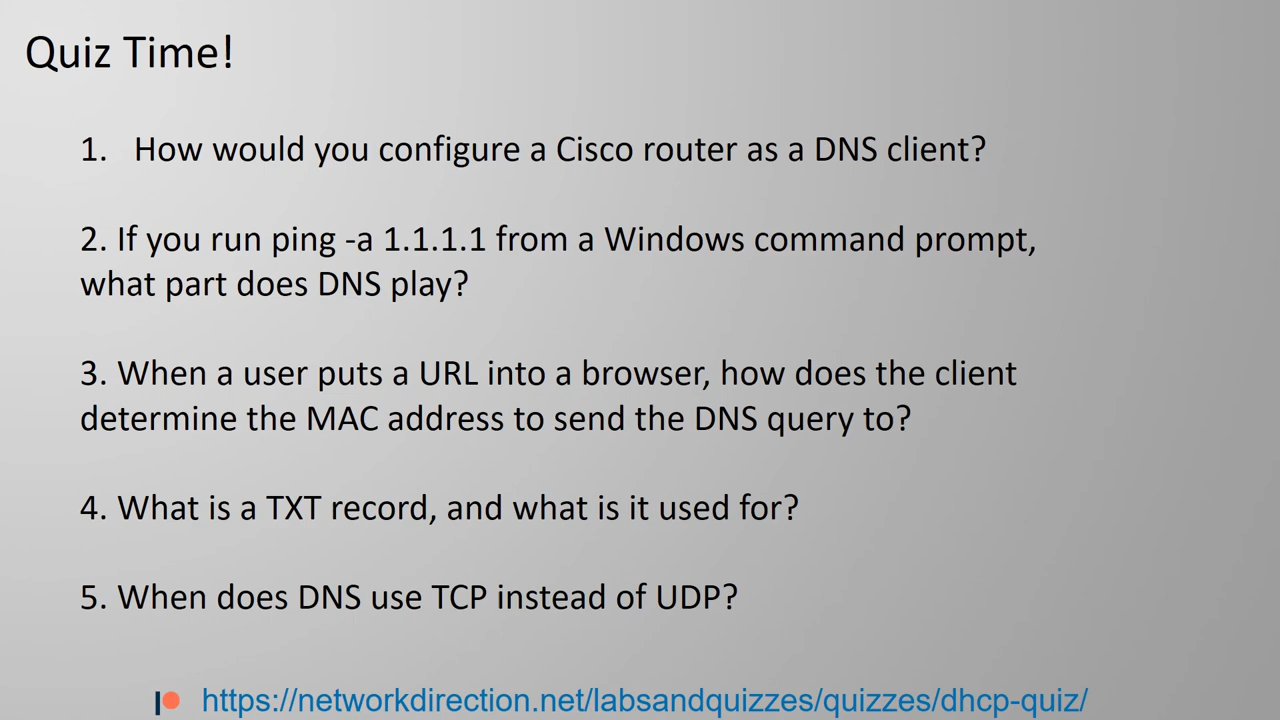 Quiz Time!
1. How would you configure a Cisco router as a DNS client?
2. If you run ping -a 1.1.1.1 from a Windows command prompt,
what part does DNS play?
3. When a user puts a URL into a browser, how does the client
determine the MAC address to send the DNS query to?
4. What is a TXT record, and what is it used for?
5. When does DNS use TCP instead of UDP?
https://networkdirection.net/labsandquizzes/quizzes/dhcp-quiz/